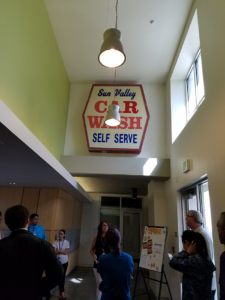 Sun Valley
CAR
WASH
SELF SERVE